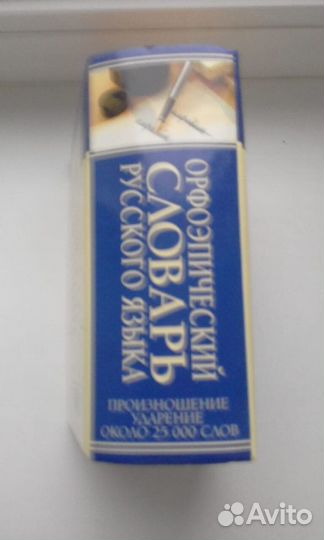 ОРФОЭПИЧЕСКИЙ
СЛОВАРЬ
РУССКОГО ЯЗЫКА
ПРОИЗНОШЕНИЕ
УДАРЕНИЕ
ОКОЛО 25 000 СЛОВ
Avito